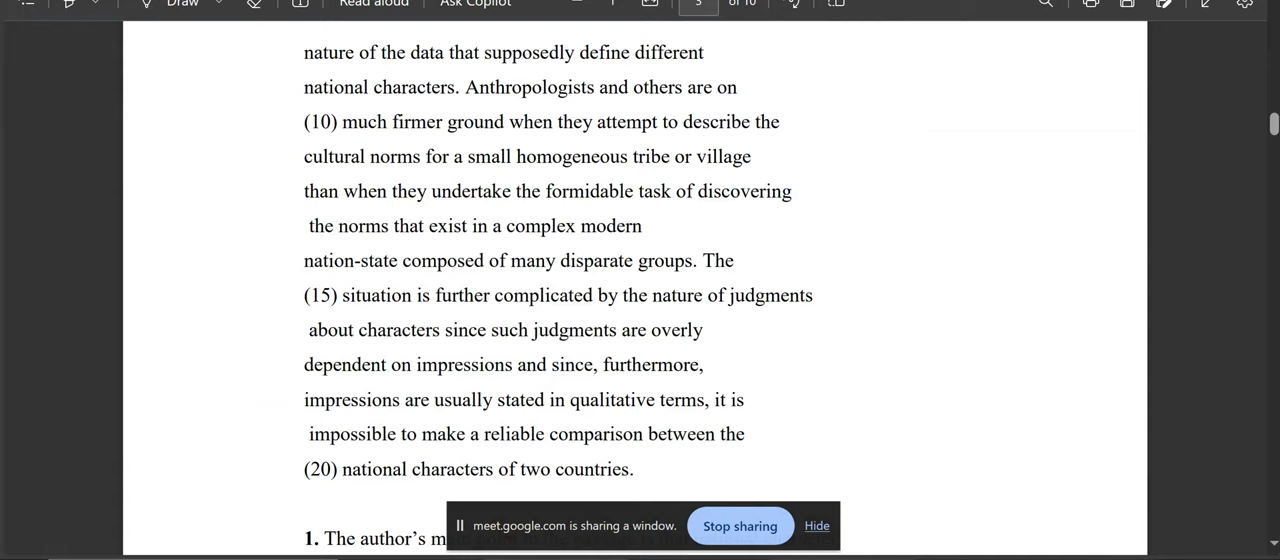 Draw
Read aloud
Ask Copilot
3
of 10
nature of the data that supposedly define different
national characters. Anthropologists and others are on
(10) much firmer ground when they attempt to describe the
cultural norms for a small homogeneous tribe or village
than when they undertake the formidable task of discovering
the norms that exist in a complex modern
nation-state composed of many disparate groups. The
(15) situation is further complicated by the nature of judgments
about characters since such judgments are overly
dependent on impressions and since, furthermore,
impressions are usually stated in qualitative terms, it is
impossible to make a reliable comparison between the
(20) national characters of two countries.
meet.google.com is sharing a window.
Stop sharing
Hide
1. The author's